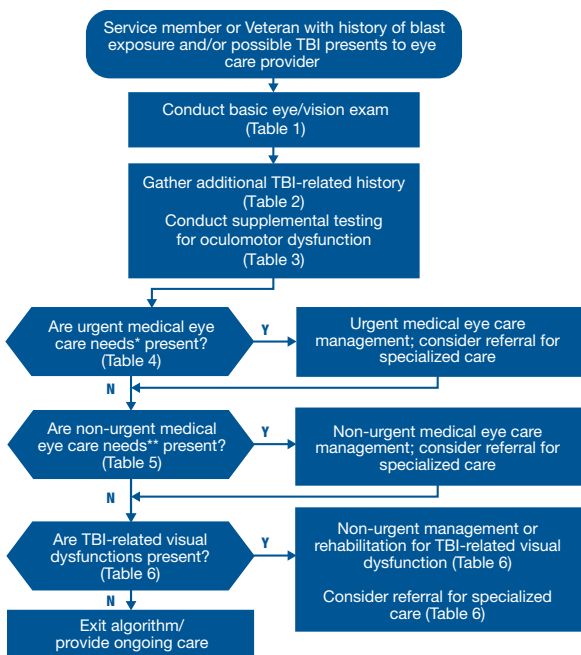 Service member or Veteran with history of blast
exposure and/or possible TBI presents to eye
care provider
Conduct basic eye/vision exam
(Table 1)
Gather additional TBI-related history
(Table 2)
Conduct supplemental testing
for oculomotor dysfunction
(Table 3)
Are urgent medical eye
care needs* present?
(Table 4)
Y
Urgent medical eye care
management; consider referral for
specialized care
N
Are non-urgent medical
eye care needs** present?
(Table 5)
Y
Non-urgent medical eye care
management; consider referral for
specialized care
N
Are TBI-related visual
dysfunctions present?
(Table 6)
Y
Non-urgent management or
rehabilitation for TBI-related visual
dysfunction (Table 6)
Consider referral for specialized
care (Table 6)
N
Exit algorithm/
provide ongoing care